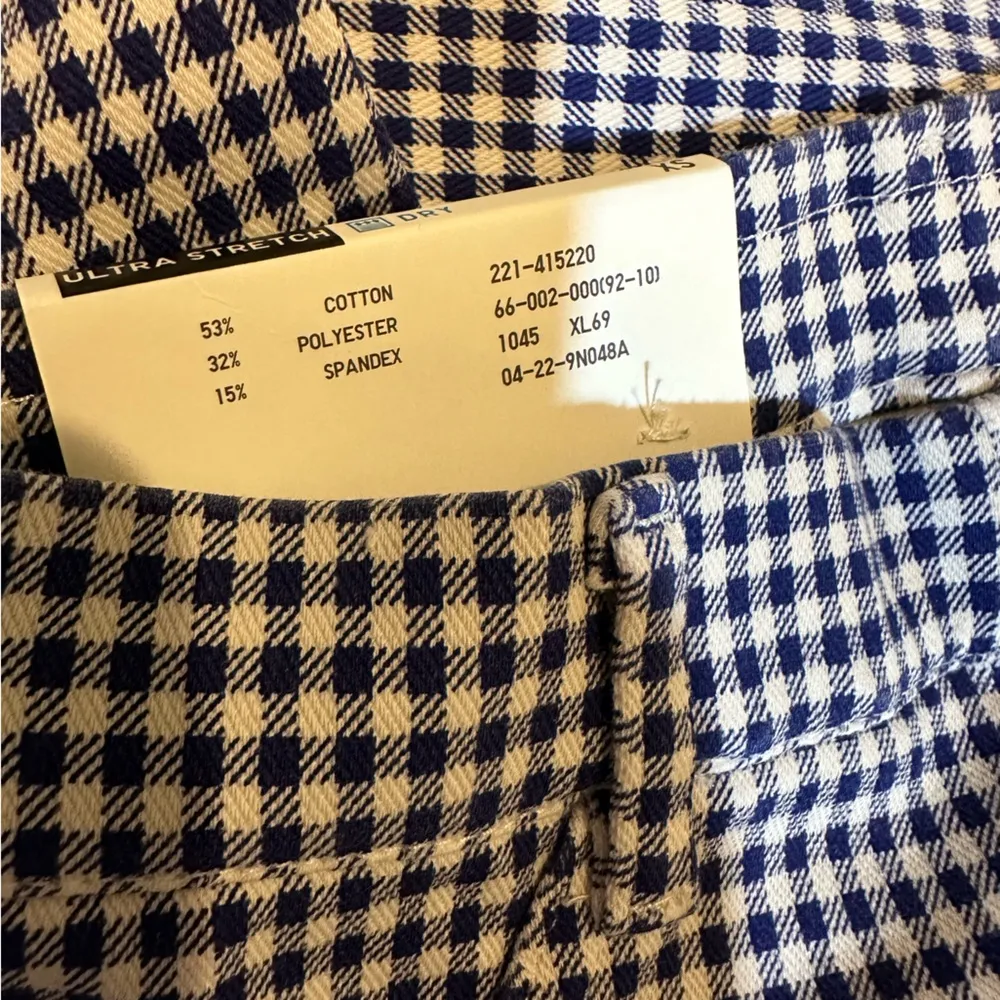 ULTRA STRETCH DRY XS
53% COTTON 221-415220
32% POLYESTER 66-002-000(92-10)
15% SPANDEX 1045 XL69
04-22-9N048A